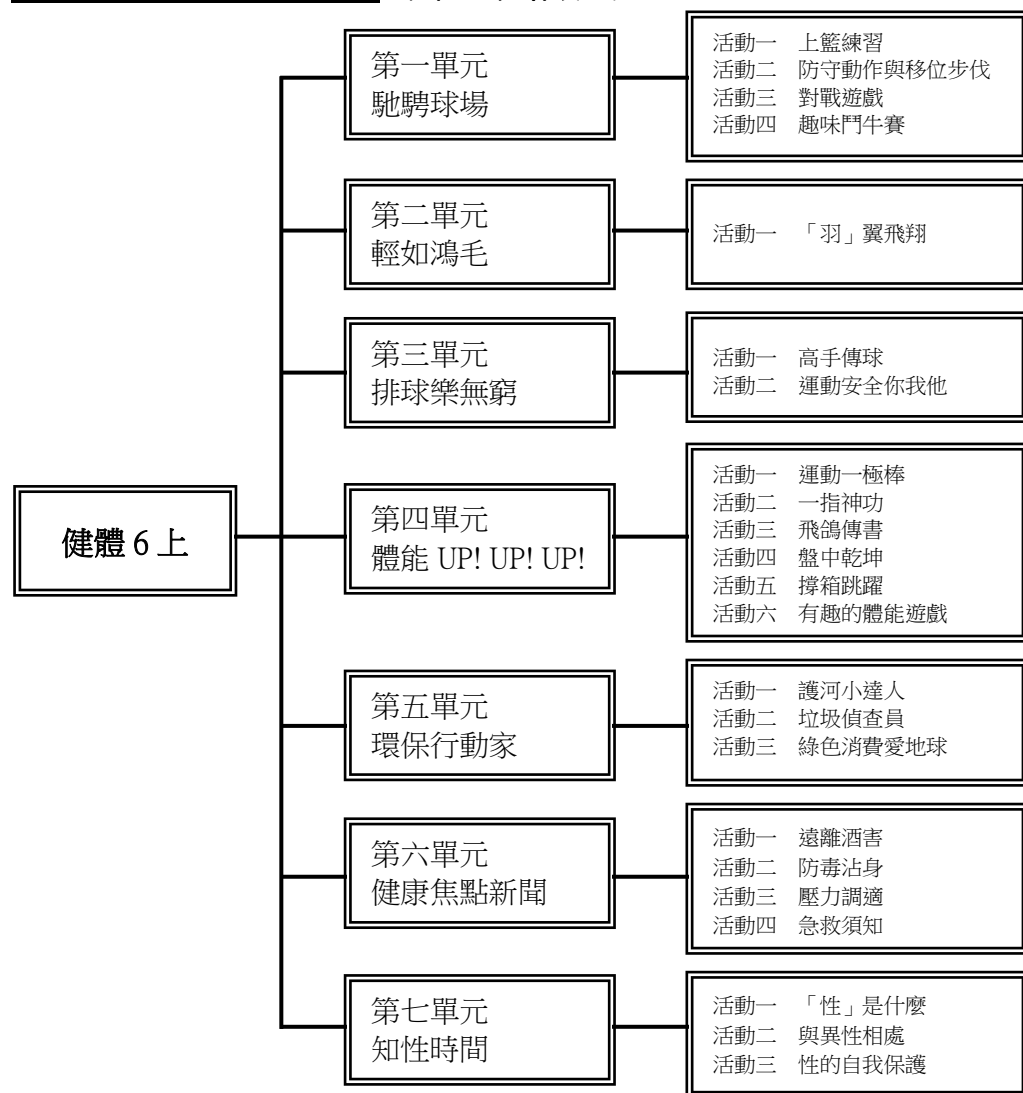 第一單元
馳騁球場
活動一 上籃練習
活動二 防守動作與移位步伐
活動三 對戰遊戲
活動四 趣味鬥牛賽
第二單元
輕如鴻毛
活動一 「羽」翼飛翔
第三單元
排球樂無窮
活動一 高手傳球
活動二 運動安全你我他
健體 6 上
第四單元
體能 UP! UP! UP!
活動一 運動一極棒
活動二 一指神功
活動三 飛鴿傳書
活動四 盤中乾坤
活動五 撐箱跳躍
活動六 有趣的體能遊戲
第五單元
環保行動家
活動一 護河小達人
活動二 垃圾偵查員
活動三 綠色消費愛地球
第六單元
健康焦點新聞
活動一 遠離酒害
活動二 防毒沾身
活動三 壓力調適
活動四 急救須知
第七單元
知性時間
活動一 「性」是什麼
活動二 與異性相處
活動三 性的自我保護